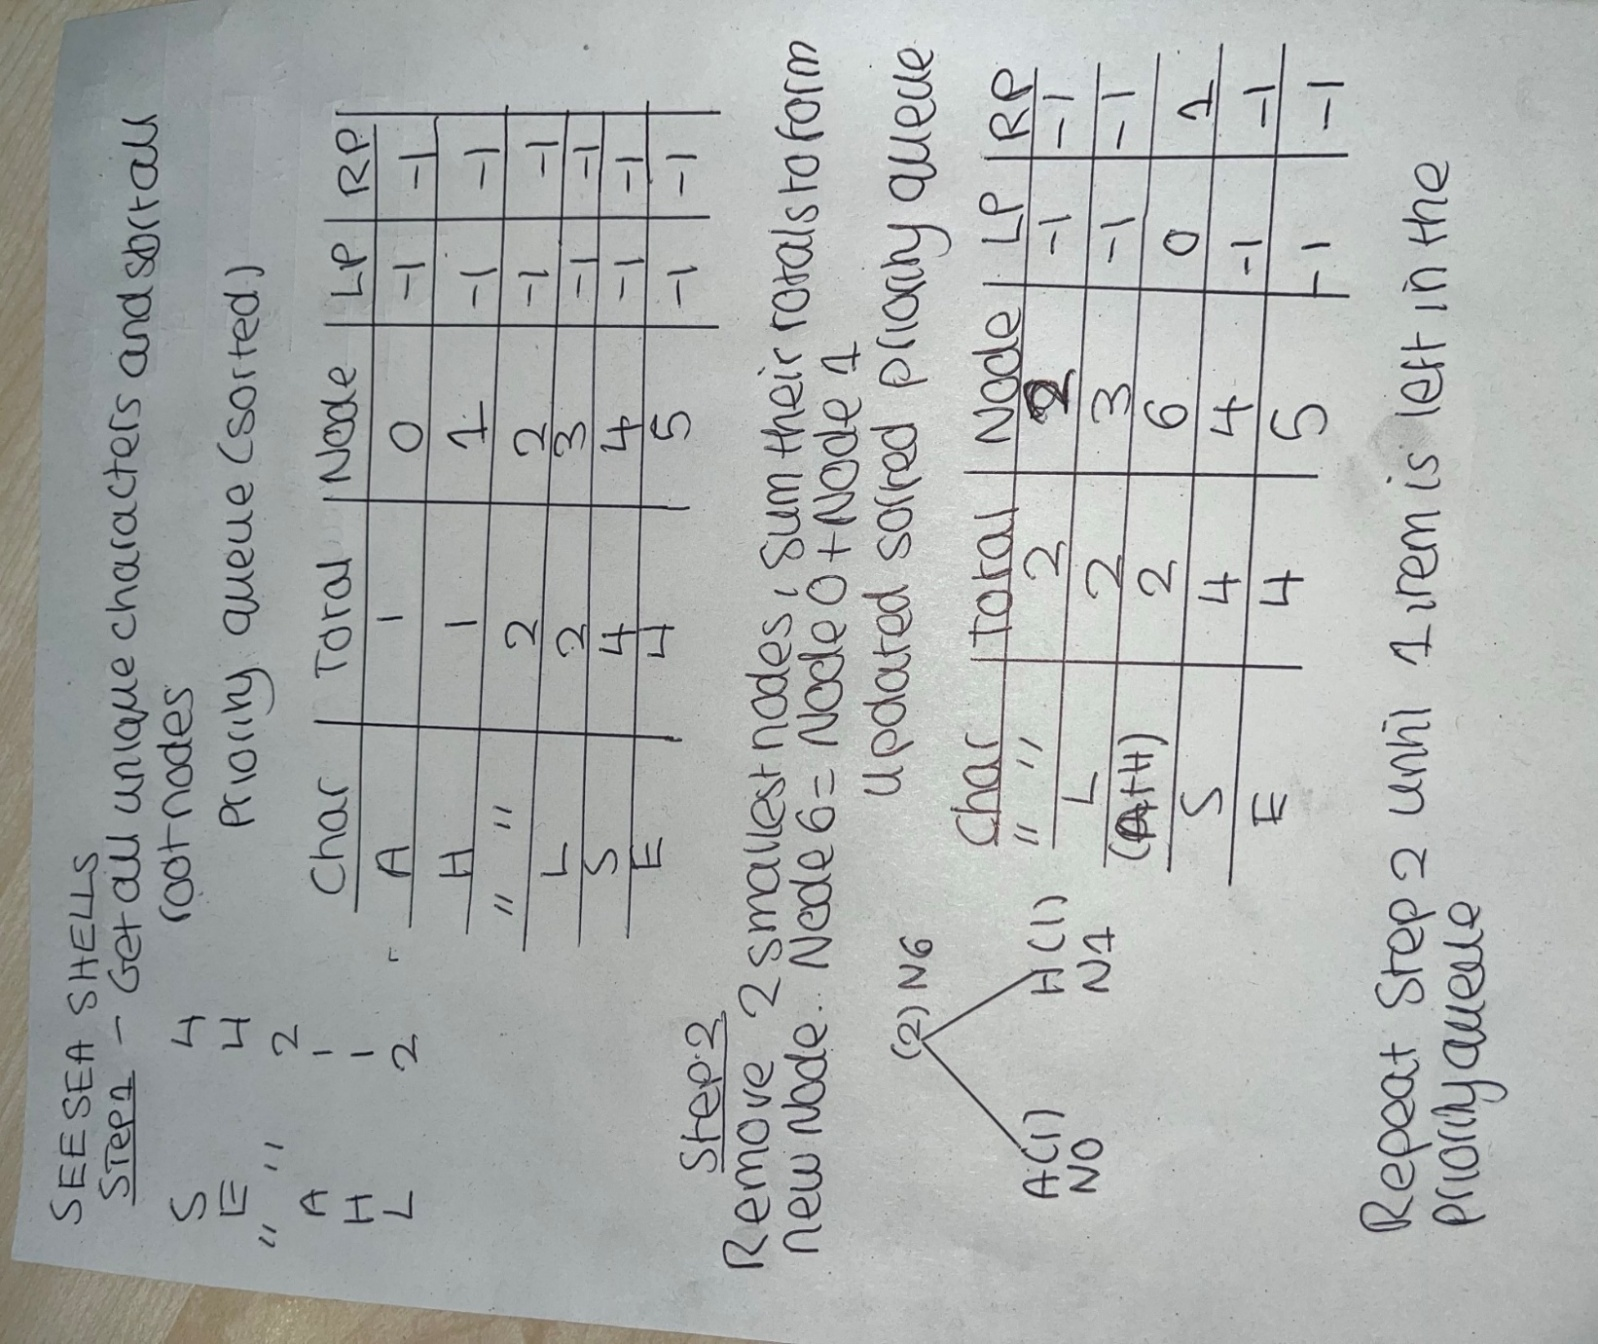 SEE SEA SHELLS
Step1 - Get all unique characters and sort all
root nodes
S 4
E 4
" " 2
A 1
H 1
L 2
Priority queue (sorted)
Char Total Node LP RP
A 1 0 -1 -1
H 1 1 -1 -1
" " 2 2 -1 -1
L 2 3 -1 -1
S 4 4 -1 -1
E 4 5 -1 -1
Step 2
Remove 2 smallest nodes, sum their totals to form
new node. Node 6 = Node 0 + Node 1
Updated sorted priority queue
(2) N6
A(1) H(1)
N0 N1
Char Total Node LP RP
" " 2 2 -1 -1
L 2 3 -1 -1
(A+H) 2 6 0 1
S 4 4 -1 -1
E 4 5 -1 -1
Repeat Step 2 until 1 item is left in the
priority queue